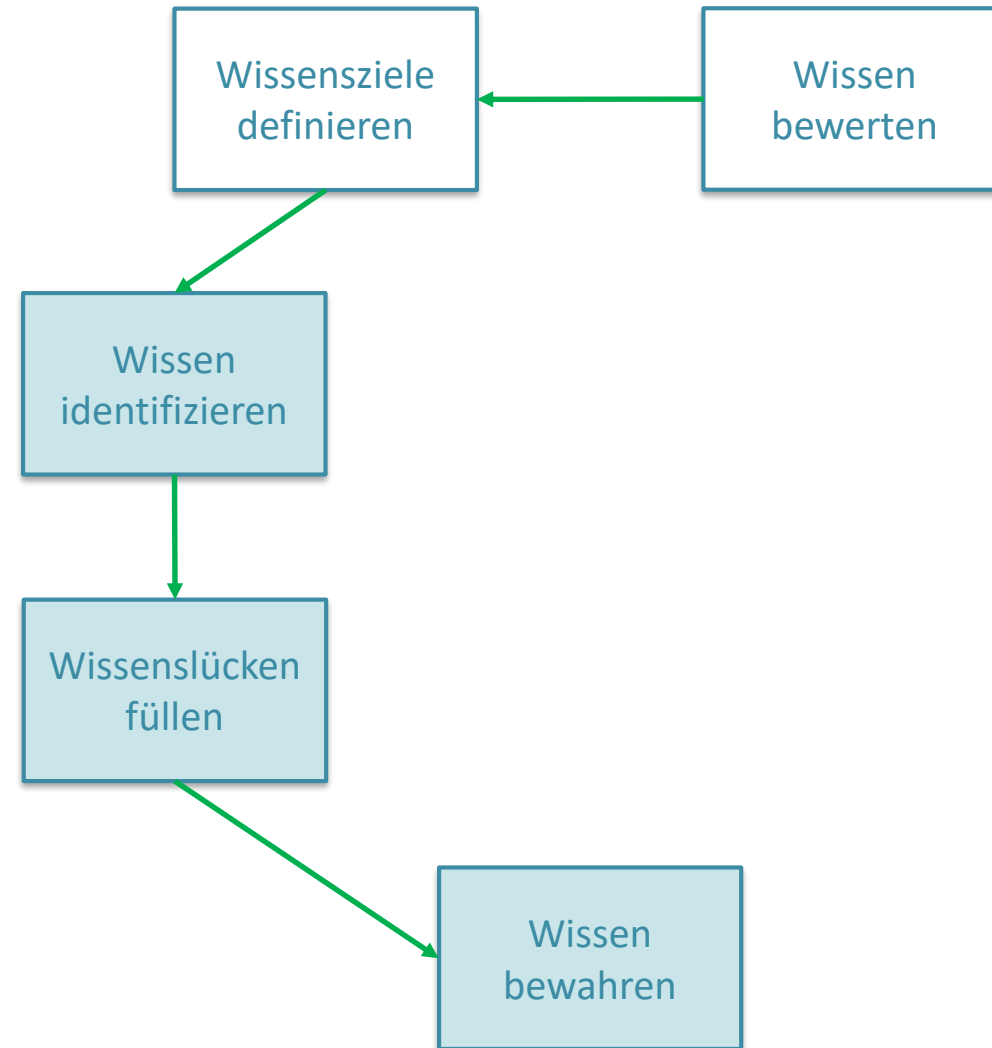 Wissensziele
definieren
Wissen
bewerten
Wissen
identifizieren
Wissenslücken
füllen
Wissen
bewahren